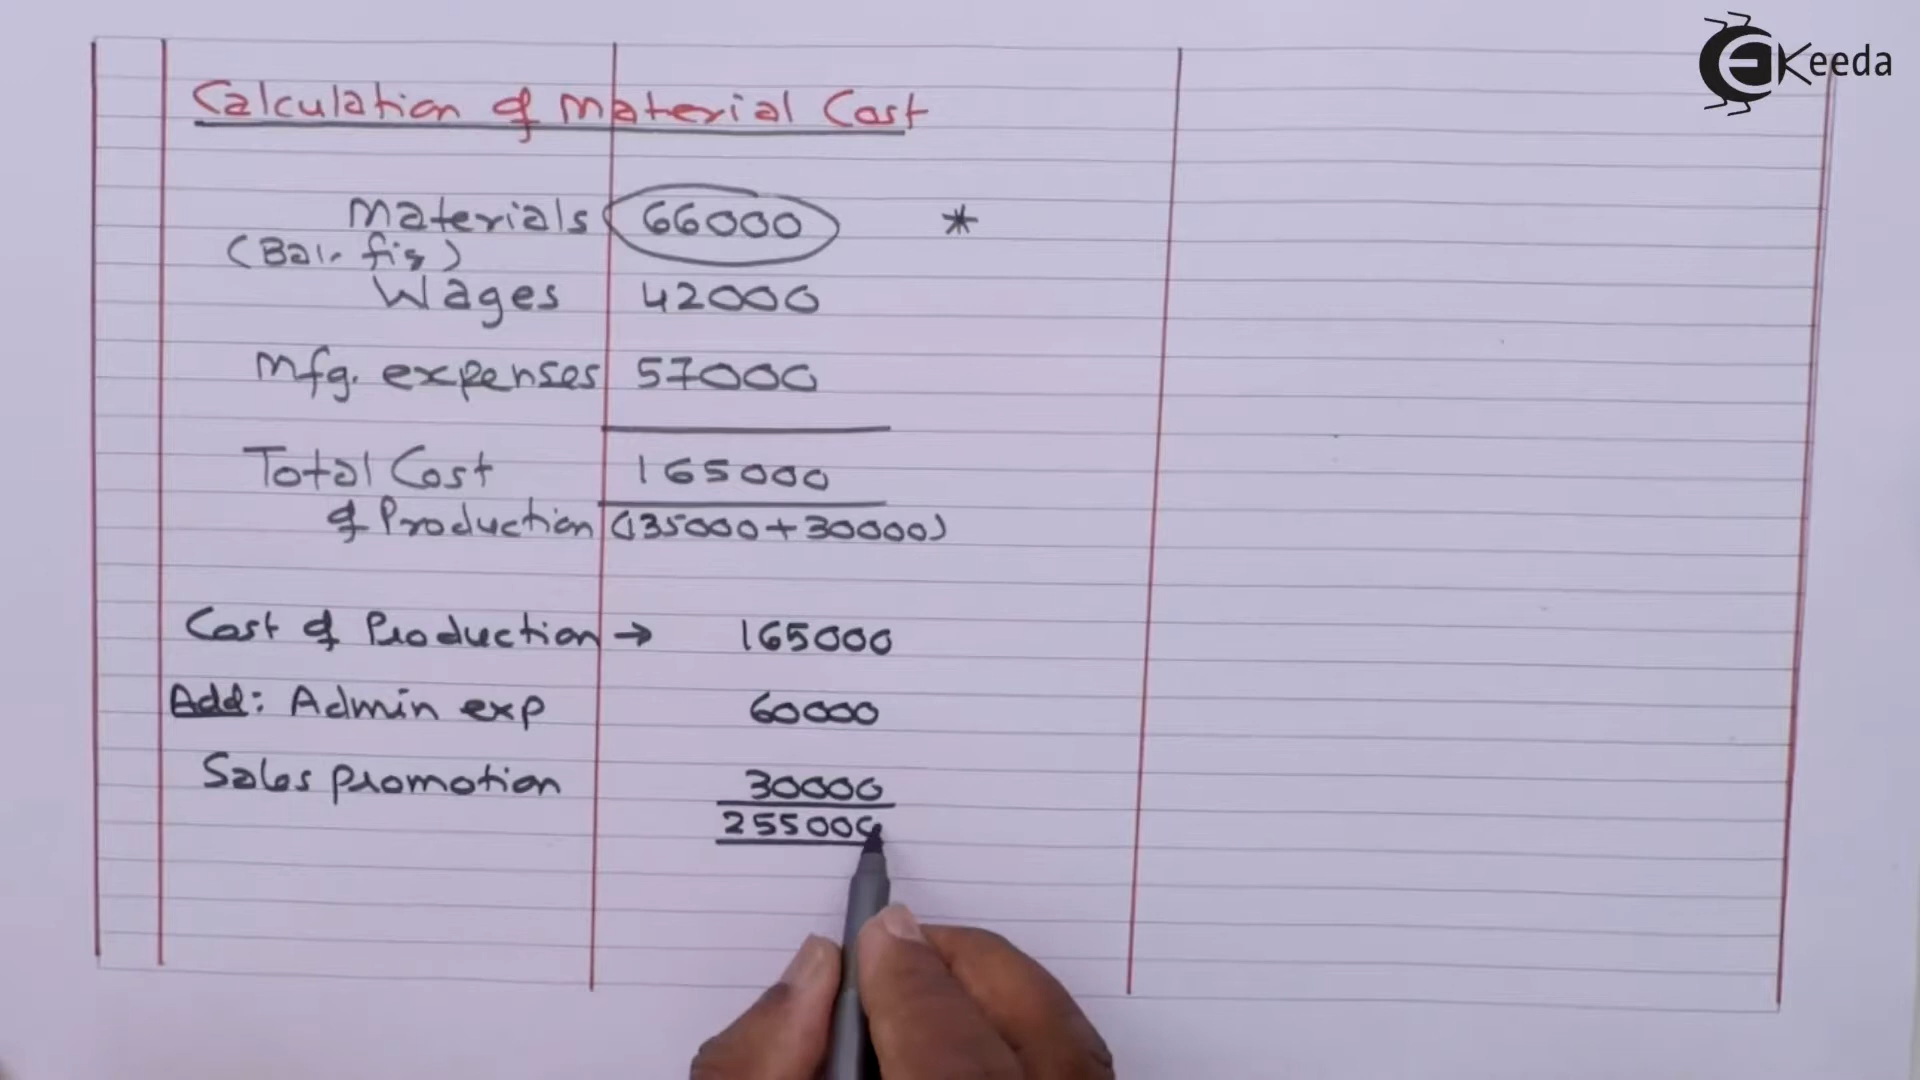 EKeeda
Calculation of Material Cost
Materials 66000 *
(Bal. fig)
Wages 42000
Mfg. expenses 57000
Total Cost 165000
of Production (135000+30000)
Cost of Production → 165000
Add: Admin exp 60000
Sales promotion 30000
255000